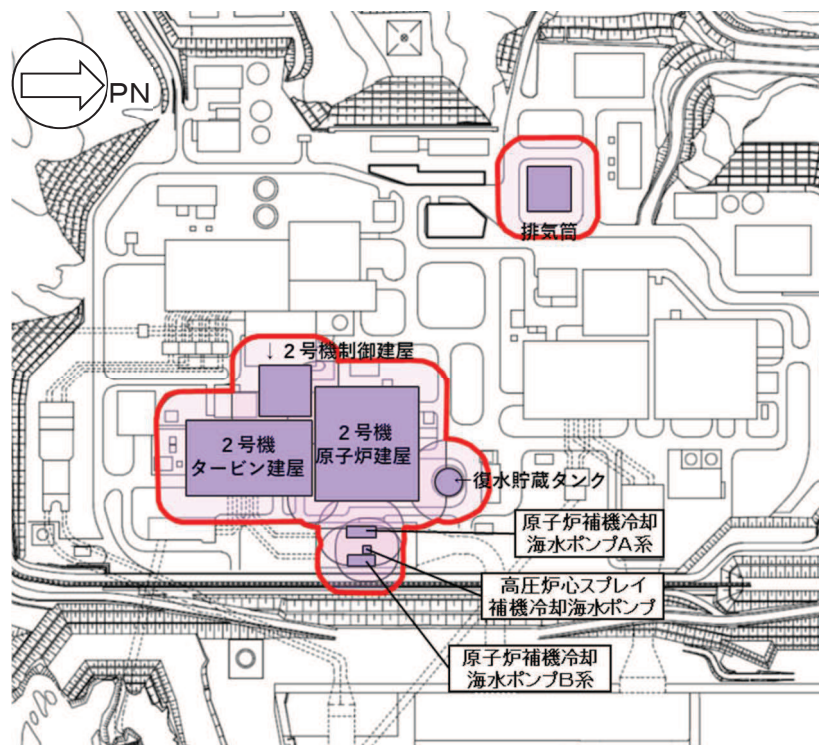 PN
排気筒
↓ 2号機制御建屋
2号機
タービン建屋
2号機
原子炉建屋
←復水貯蔵タンク
原子炉補機冷却
海水ポンプA系
高圧炉心スプレイ
補機冷却海水ポンプ
原子炉補機冷却
海水ポンプB系